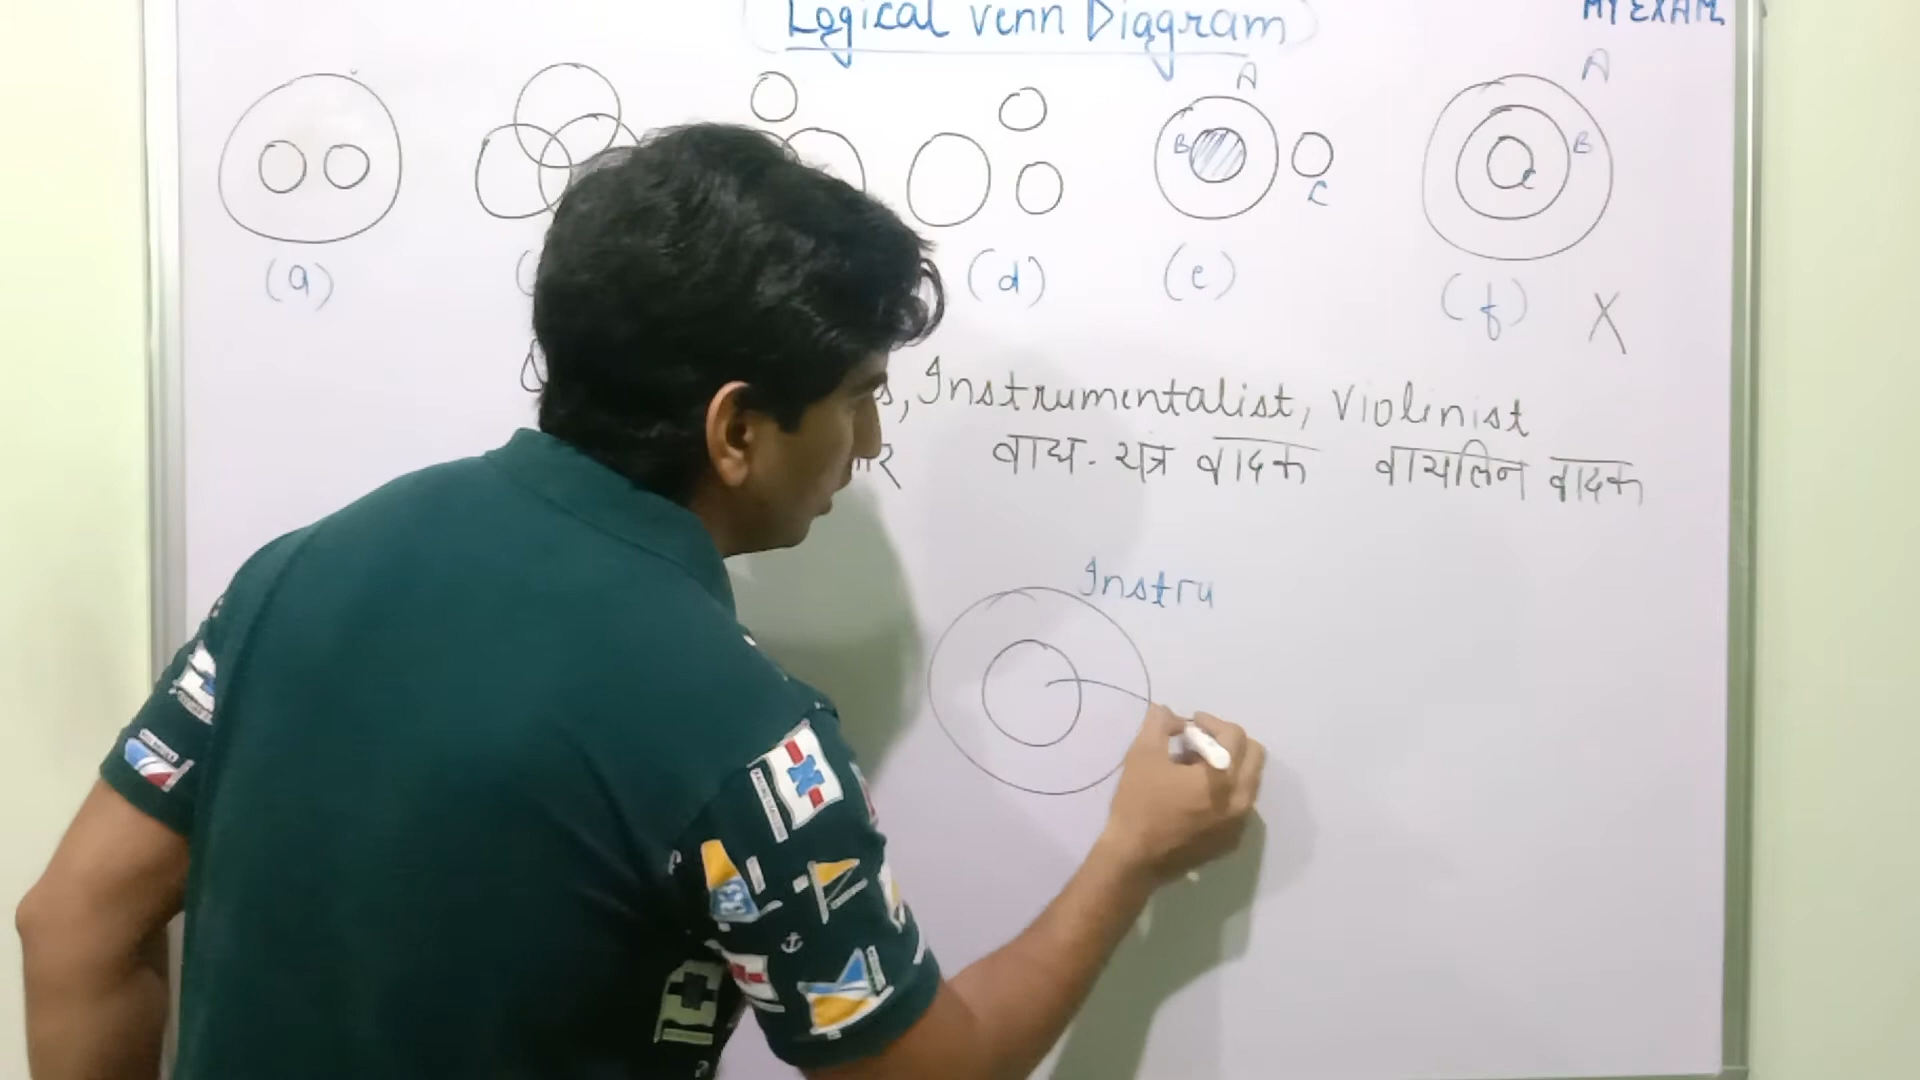 Logical Venn Diagram
MY EXAM
A A
B C B C
(a) (d) (e) (f) X
Instrumentalist, Violinist
वाद्य-यंत्र वादक वायलिन वादक
Instru